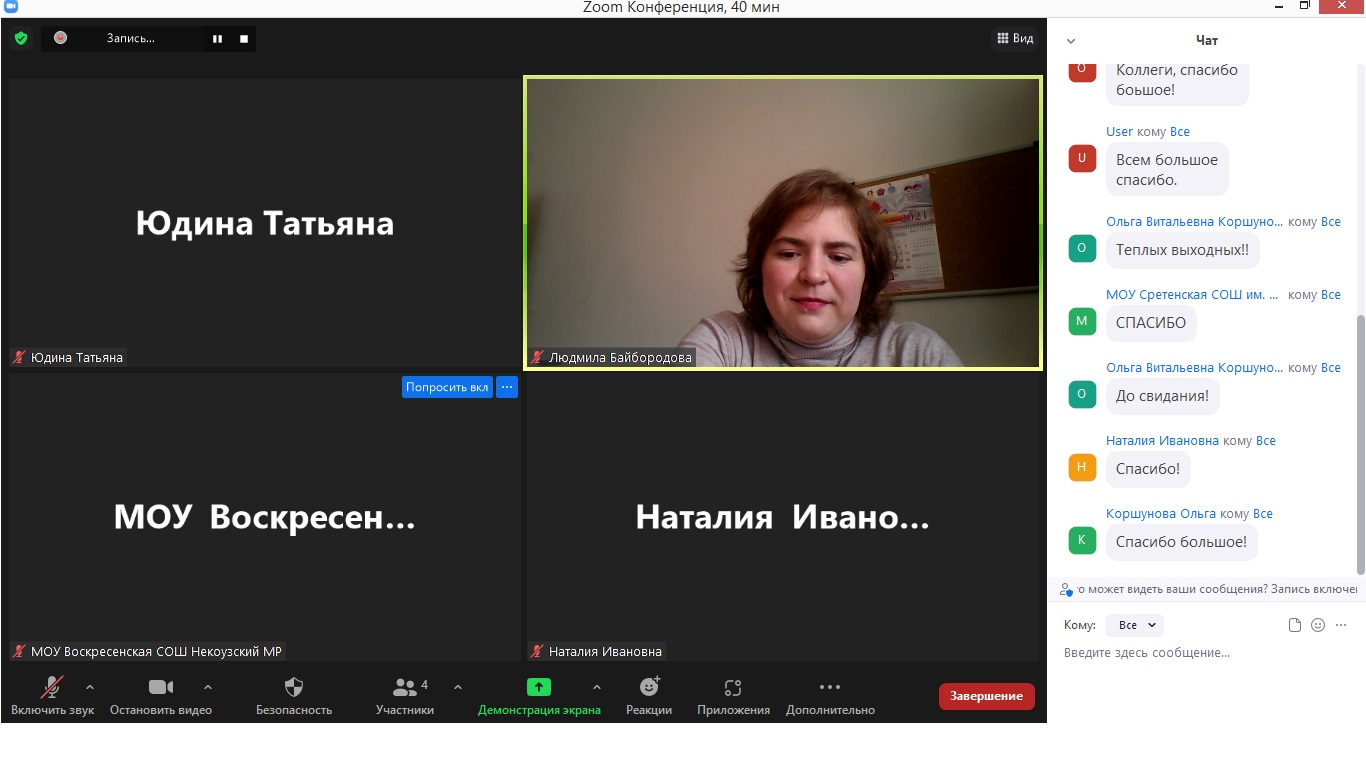 Zoom Конференция, 40 мин
Запись...
Вид
Юдина Татьяна
Юдина Татьяна
2021
Людмила Байбородова
Попросить вкл
МОУ Воскресен...
МОУ Воскресенская СОШ Некоузский МР
Наталия Ивано...
Наталия Ивановна
Включить звук
Остановить видео
Безопасность
4
Участники
Демонстрация экрана
Реакции
Приложения
Дополнительно
Завершение
Чат
О
Коллеги, спасибо
боьшое!
User кому Все
U
Всем большое
спасибо.
Ольга Витальевна Коршуно... кому Все
О
Теплых выходных!!
МОУ Сретенская СОШ им. ... кому Все
М
СПАСИБО
Ольга Витальевна Коршуно... кому Все
О
До свидания!
Наталия Ивановна кому Все
Н
Спасибо!
Коршунова Ольга кому Все
К
Спасибо большое!
то может видеть ваши сообщения? Запись включен
Кому: Все
Введите здесь сообщение...